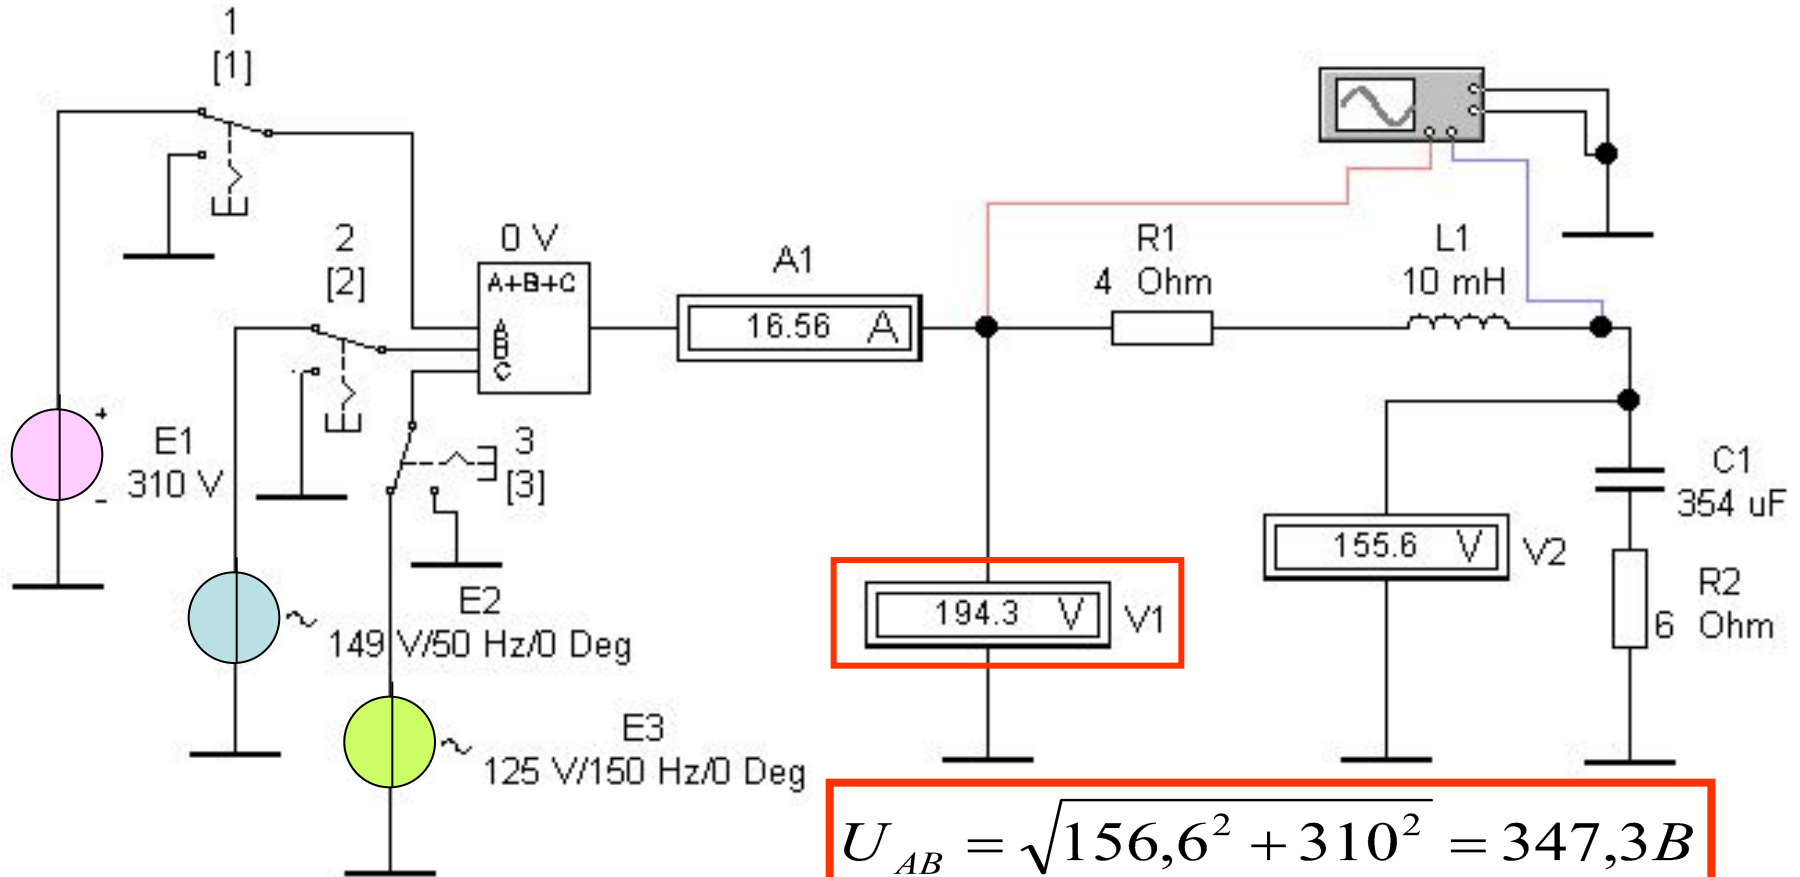 1
[1]
2
[2]
0 V
A+B+C
A
B
C
A1
16.56 A
R1
4 Ohm
L1
10 mH
3
[3]
+
E1
310 V
-
C1
354 uF
155.6 V
V2
R2
6 Ohm
E2
~ 149 V/50 Hz/0 Deg
194.3 V
V1
E3
~ 125 V/150 Hz/0 Deg
U_AB = √156,6² + 310² = 347,3B